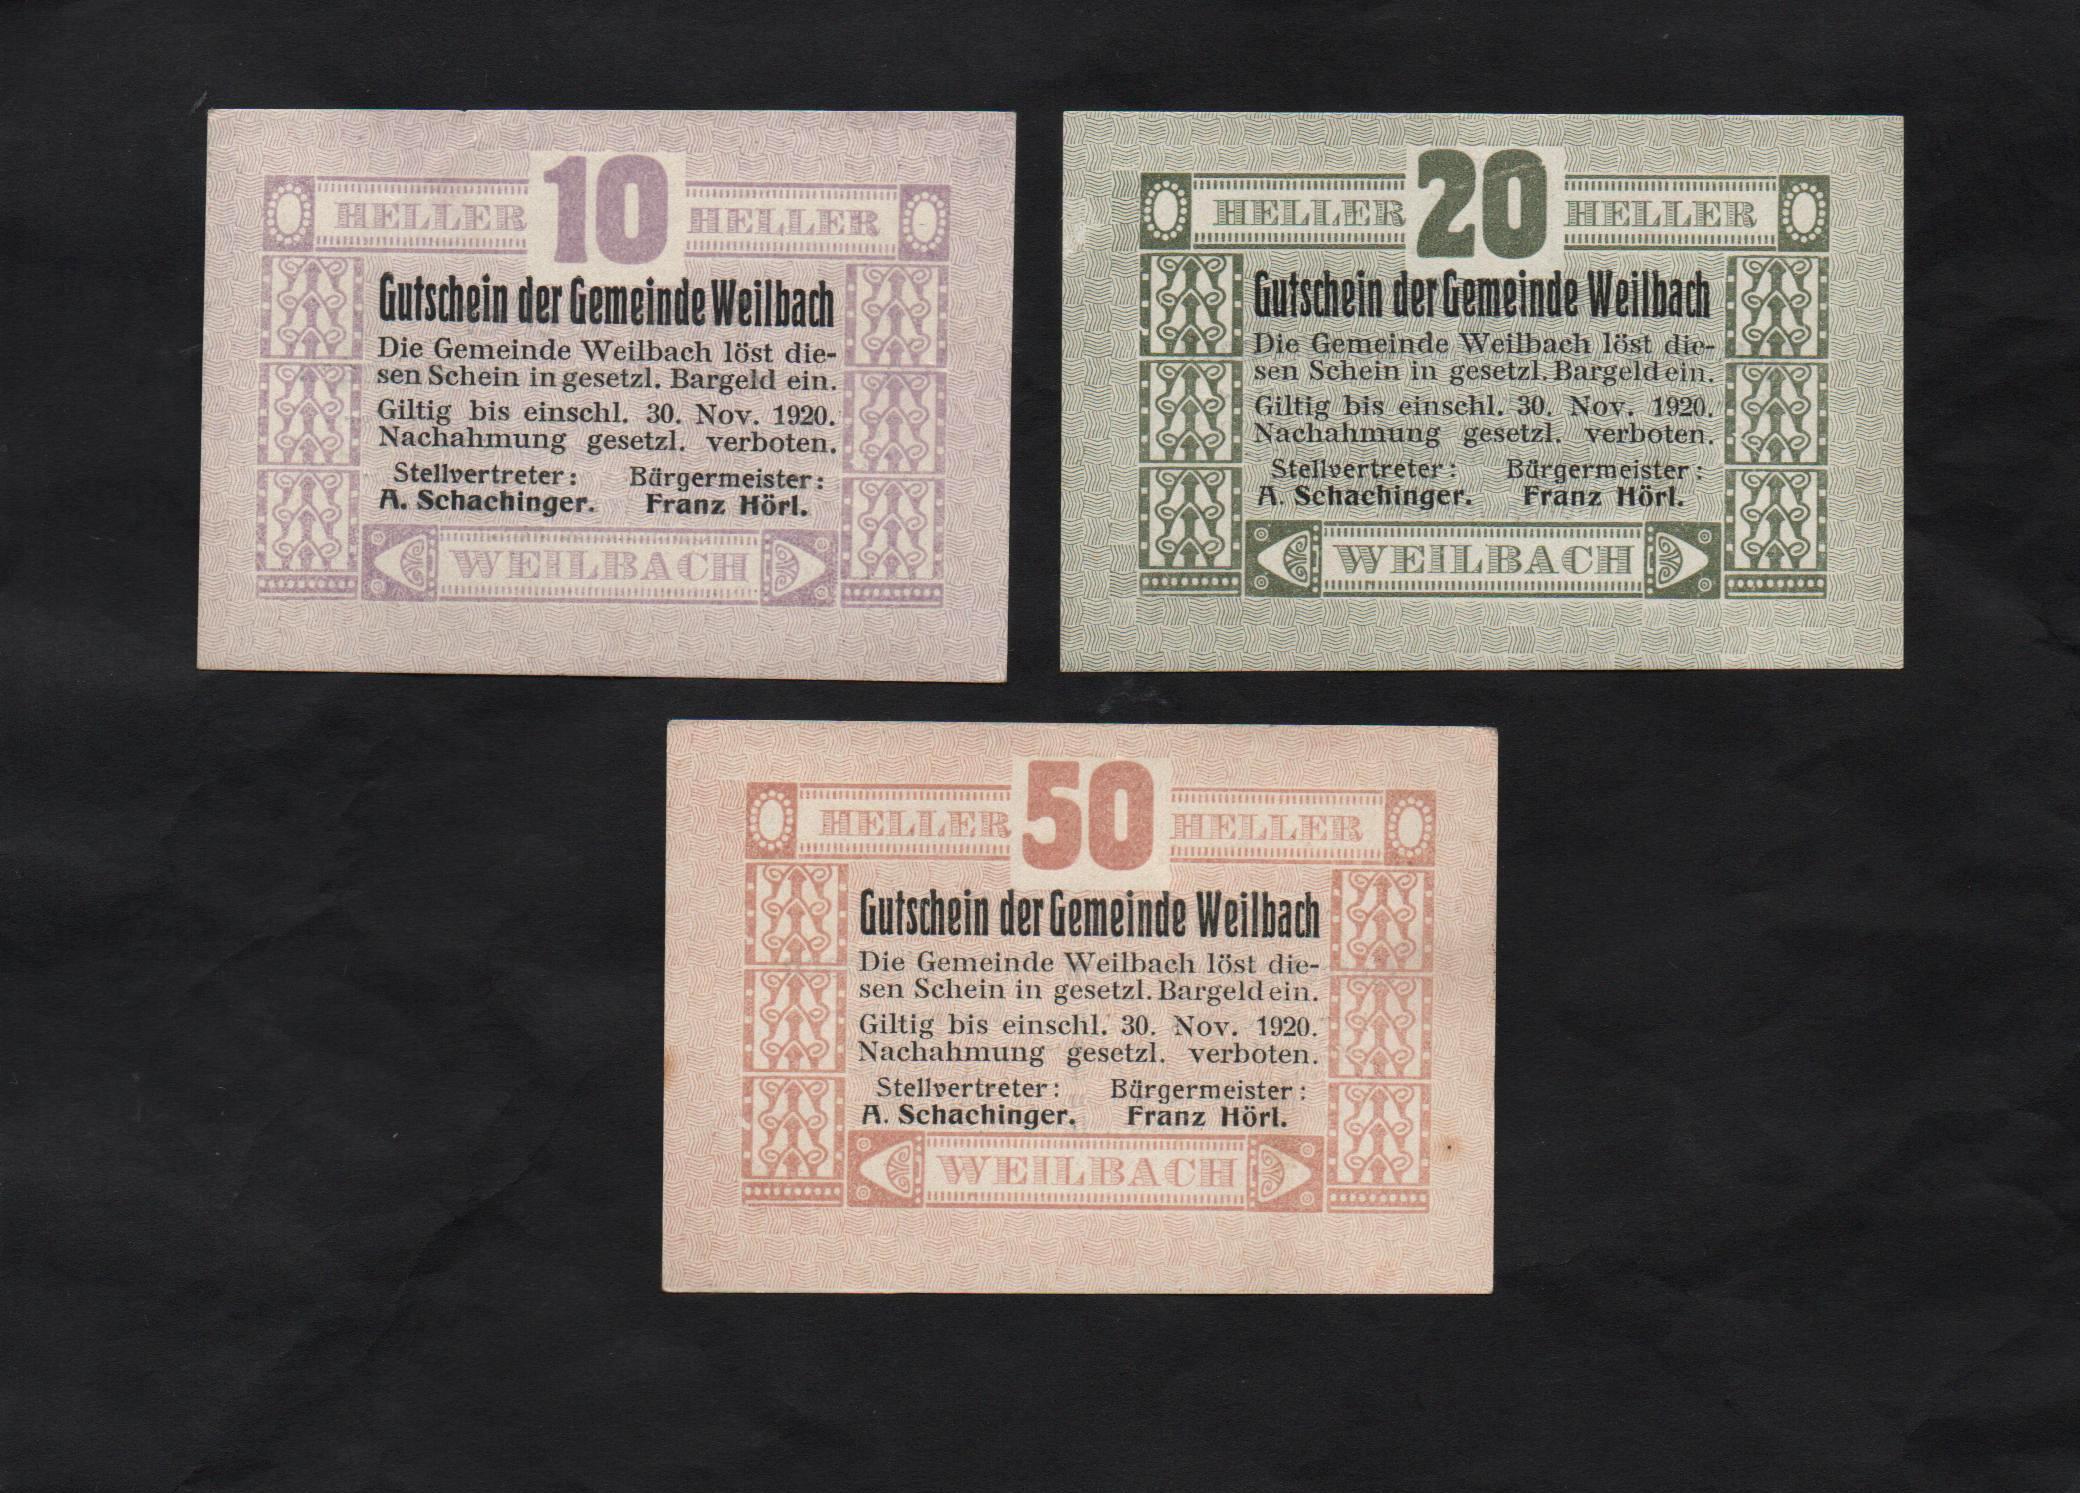 HELLER 10 HELLER
Gutschein der Gemeinde Weilbach
Die Gemeinde Weilbach löst die-
sen Schein in gesetzl. Bargeld ein.
Giltig bis einschl. 30. Nov. 1920.
Nachahmung gesetzl. verboten.
Stellvertreter: Bürgermeister:
A. Schachinger. Franz Hörl.
WEILBACH
HELLER 20 HELLER
Gutschein der Gemeinde Weilbach
Die Gemeinde Weilbach löst die-
sen Schein in gesetzl. Bargeld ein.
Giltig bis einschl. 30. Nov. 1920.
Nachahmung gesetzl. verboten.
Stellvertreter: Bürgermeister:
A. Schachinger. Franz Hörl.
WEILBACH
HELLER 50 HELLER
Gutschein der Gemeinde Weilbach
Die Gemeinde Weilbach löst die-
sen Schein in gesetzl. Bargeld ein.
Giltig bis einschl. 30. Nov. 1920.
Nachahmung gesetzl. verboten.
Stellvertreter: Bürgermeister:
A. Schachinger. Franz Hörl.
WEILBACH